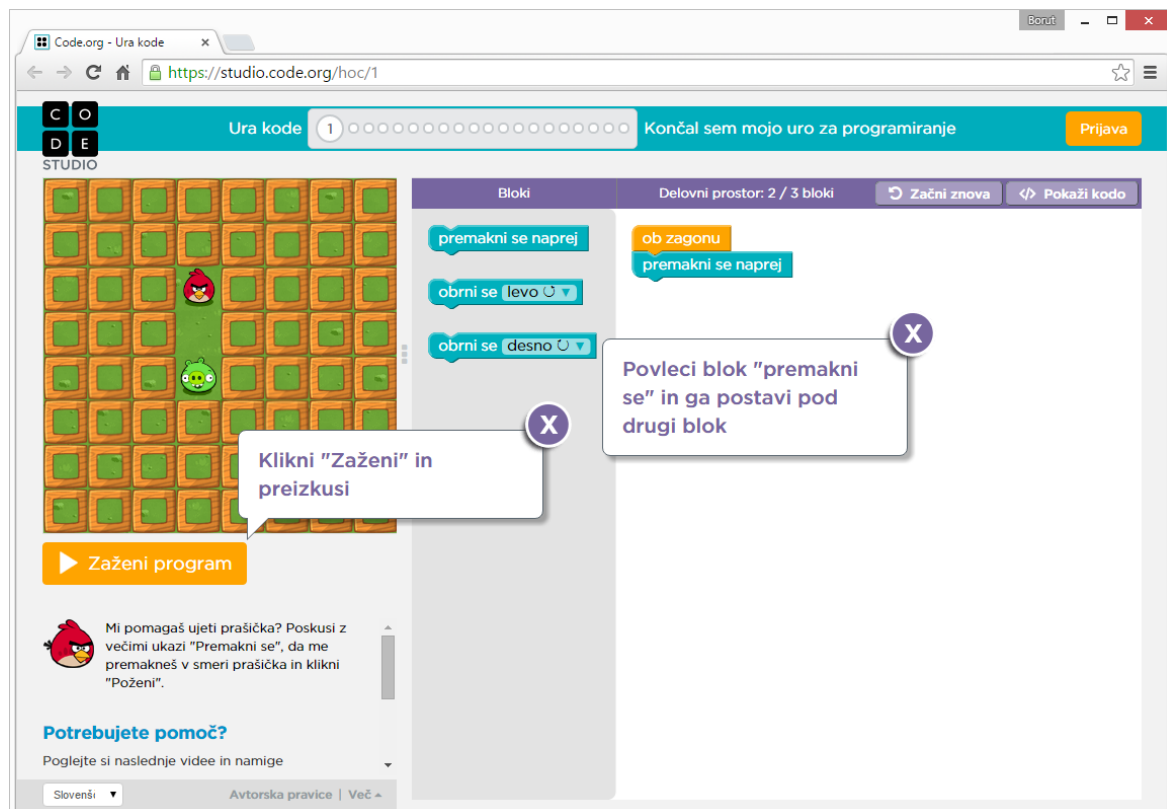 Borut
Code.org - Ura kode
https://studio.code.org/hoc/1
C O
D E
STUDIO
Ura kode 1 Končal sem mojo uro za programiranje Prijava
Bloki
Delovni prostor: 2 / 3 bloki
Začni znova
</> Pokaži kodo
premakni se naprej
obrni se levo
obrni se desno
ob zagonu
premakni se naprej
X
Povleci blok "premakni
se" in ga postavi pod
drugi blok
X
Klikni "Zaženi" in
preizkusi
Zaženi program
Mi pomagaš ujeti prašička? Poskusi z
večimi ukazi "Premakni se", da me
premakneš v smeri prašička in klikni
"Poženi".
Potrebujete pomoč?
Poglejte si naslednje videe in namige
Slovenš
Avtorska pravice | Več